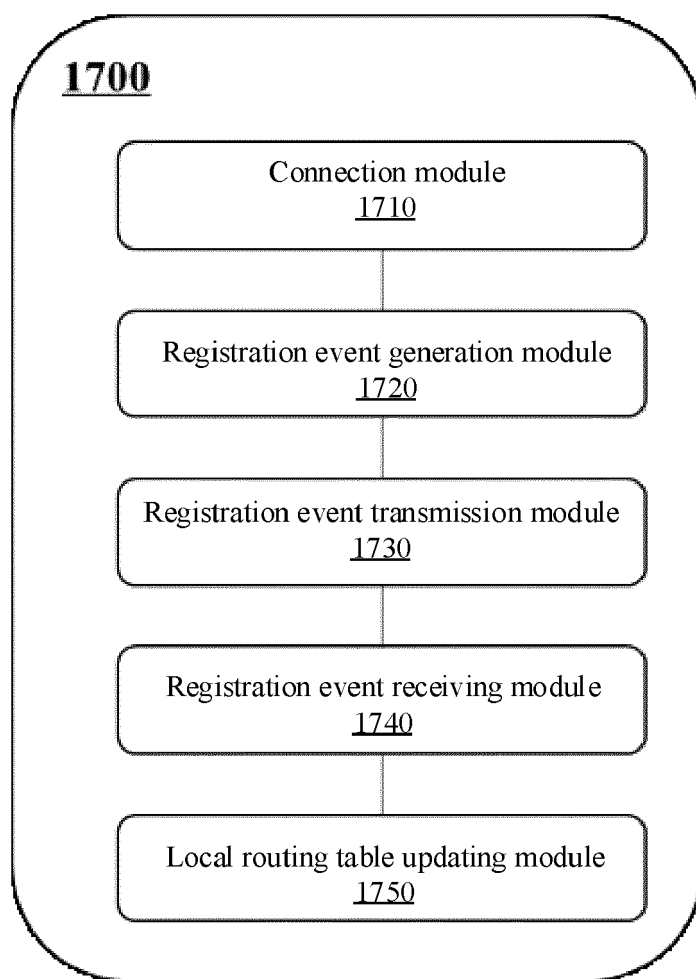 1700
Connection module
1710
Registration event generation module
1720
Registration event transmission module
1730
Registration event receiving module
1740
Local routing table updating module
1750